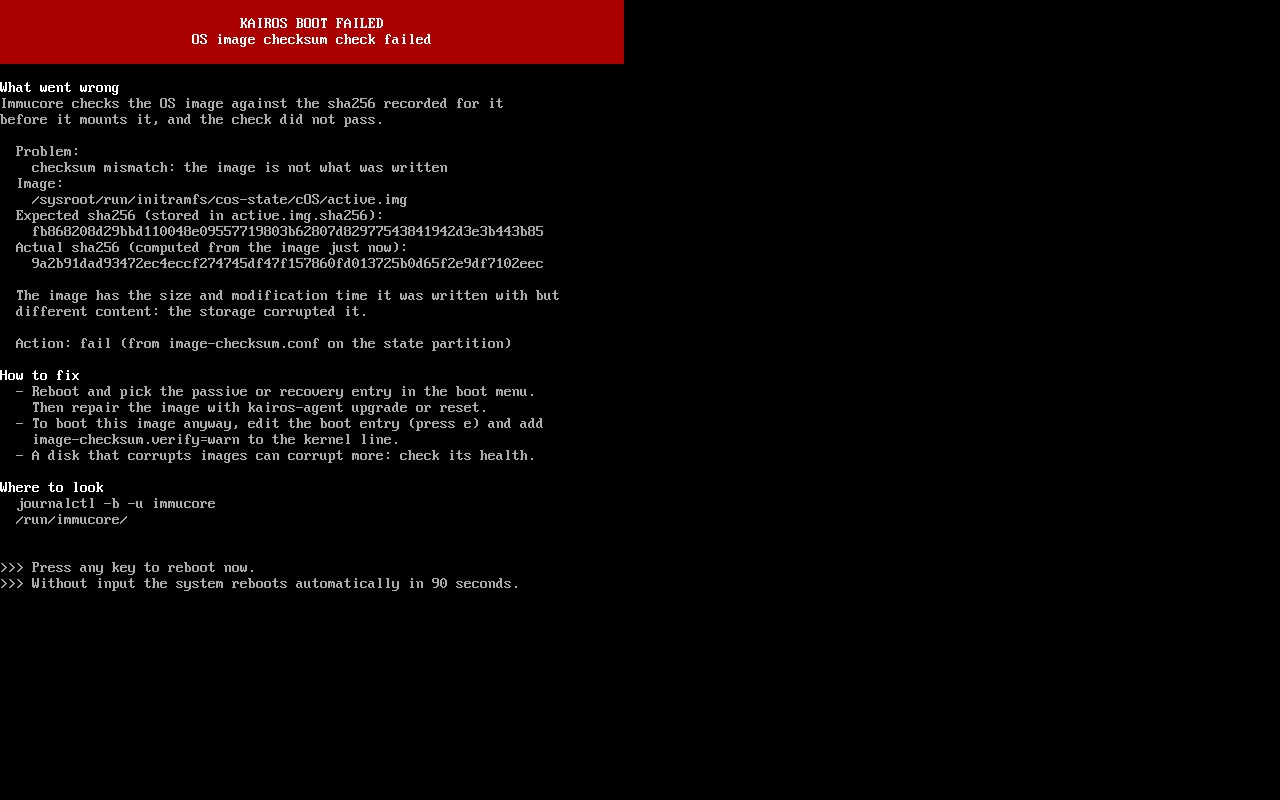 KAIROS BOOT FAILED
OS image checksum check failed
What went wrong
Immucore checks the OS image against the sha256 recorded for it
before it mounts it, and the check did not pass.
Problem:
checksum mismatch: the image is not what was written
Image:
/sysroot/run/initramfs/cos-state/cOS/active.img
Expected sha256 (stored in active.img.sha256):
fb868208d29bbd110048e09557719803b62807d82977543841942d3e3b443b85
Actual sha256 (computed from the image just now):
9a2b91dad93472ec4eccf274745df47f157860fd013725b0d65f2e9df7102eec
The image has the size and modification time it was written with but
different content: the storage corrupted it.
Action: fail (from image-checksum.conf on the state partition)
How to fix
- Reboot and pick the passive or recovery entry in the boot menu.
Then repair the image with kairos-agent upgrade or reset.
- To boot this image anyway, edit the boot entry (press e) and add
image-checksum.verify=warn to the kernel line.
- A disk that corrupts images can corrupt more: check its health.
Where to look
journalctl -b -u immucore
/run/immucore/
>>> Press any key to reboot now.
>>> Without input the system reboots automatically in 90 seconds.